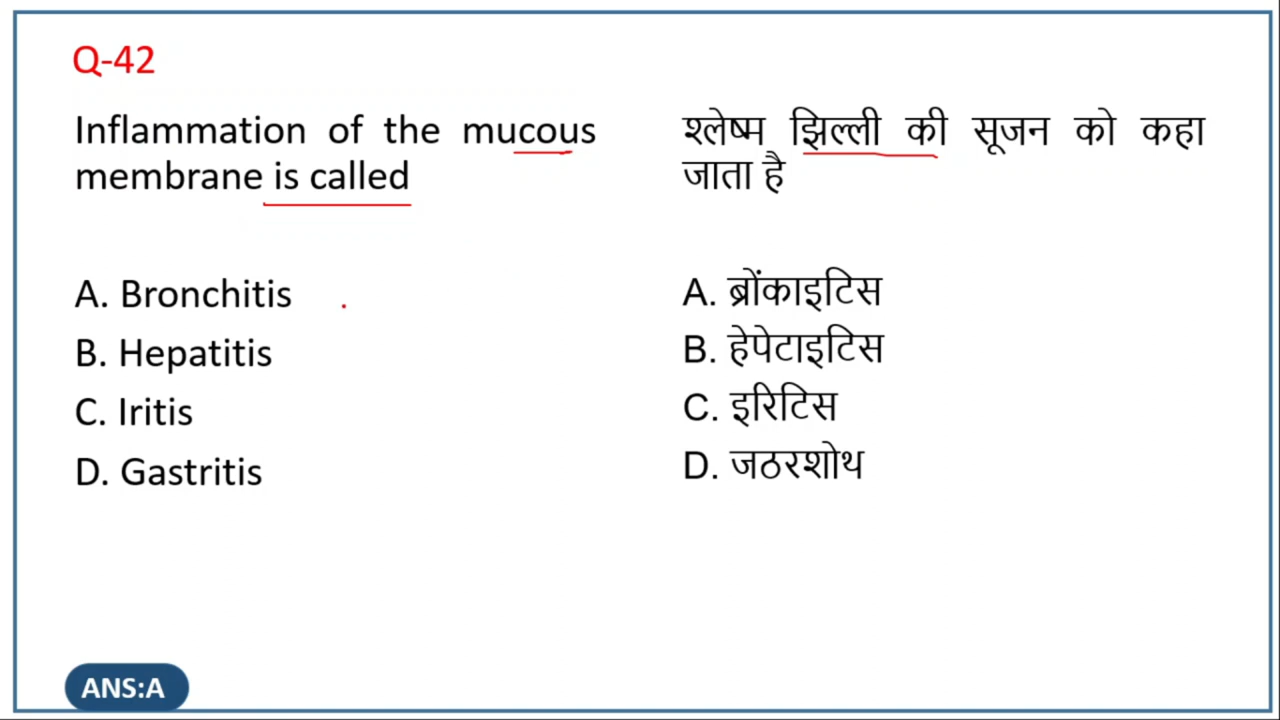 Q-42
Inflammation of the mucous
membrane is called
A. Bronchitis
B. Hepatitis
C. Iritis
D. Gastritis
श्लेष्म झिल्ली की सूजन को कहा
जाता है
A. ब्रोंकाइटिस
B. हेपेटाइटिस
C. इरिटिस
D. जठरशोथ
ANS:A